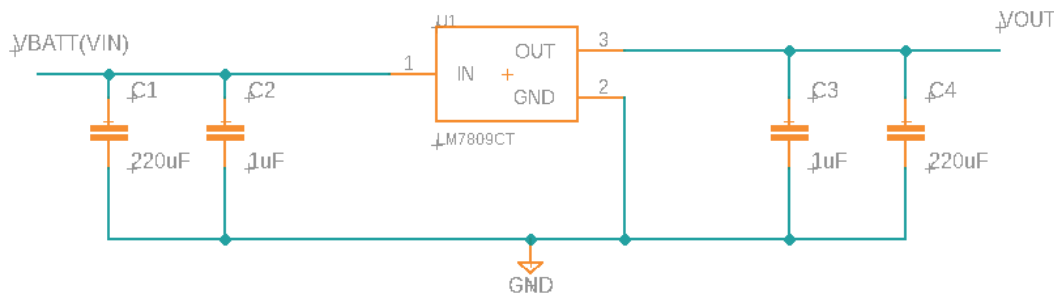 VBATT(VIN)
C1
220uF
C2
1uF
1
U1
IN
OUT
GND
LM7809CT
3
2
C3
1uF
C4
220uF
VOUT
GND